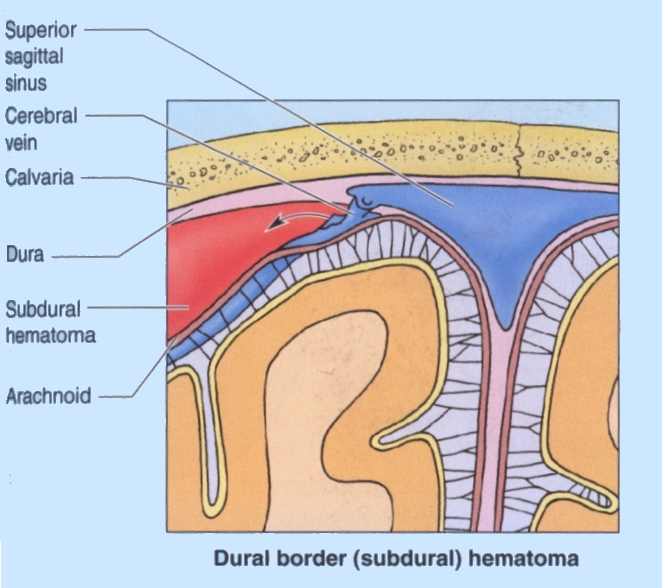 Superior
sagittal
sinus
Cerebral
vein
Calvaria
Dura
Subdural
hematoma
Arachnoid
Dural border (subdural) hematoma